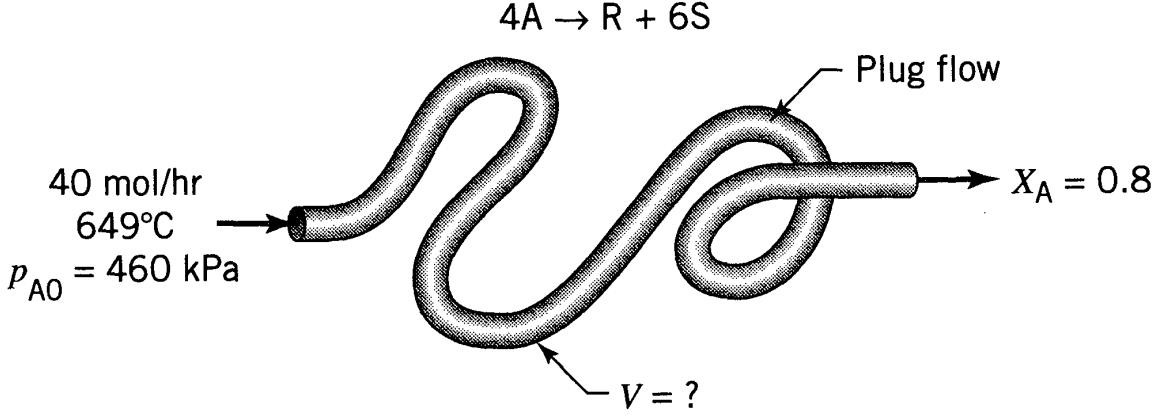 4A → R + 6S
Plug flow
40 mol/hr
649°C
p_A0 = 460 kPa
X_A = 0.8
V = ?